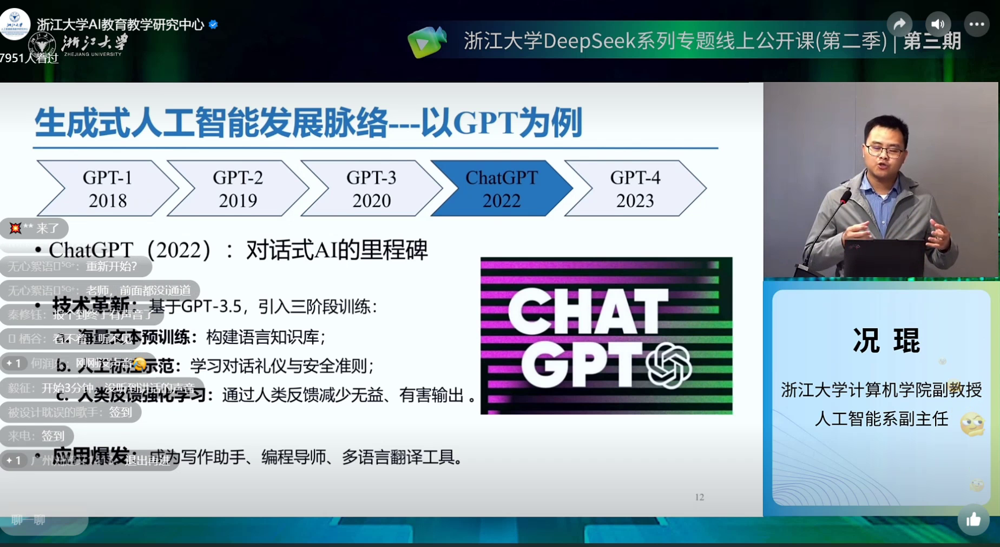 浙江大学AI教育教学研究中心
浙江大学
ZHEJIANG UNIVERSITY
7951人看过
浙江大学DeepSeek系列专题线上公开课(第二季) | 第三期
生成式人工智能发展脉络---以GPT为例
GPT-1
2018
GPT-2
2019
GPT-3
2020
ChatGPT
2022
GPT-4
2023
** 来了
• ChatGPT（2022）：对话式AI的里程碑
无心絮语 5G+：重新开始？
无心絮语 5G+：老师，前面都没i通道
• 技术革新：基于GPT-3.5，引入三阶段训练：
秦修钰：报个到终于有声音了
海量文本预训练：构建语言知识库；
栖谷：看不着，听不见
+1 何润东：刚刚没声音
b. 人工标注示范：学习对话礼仪与安全准则；
毅征：开始3分钟，没听到讲话的声音
c. 人类反馈强化学习：通过人类反馈减少无益、有害输出 。
被设计耽误的歌手：签到
来电：签到
• 应用爆发：成为写作助手、编程导师、多语言翻译工具。
+1 退出再进
CHAT
GPT
12
聊一聊
况 琨
浙江大学计算机学院副教授
人工智能系副主任